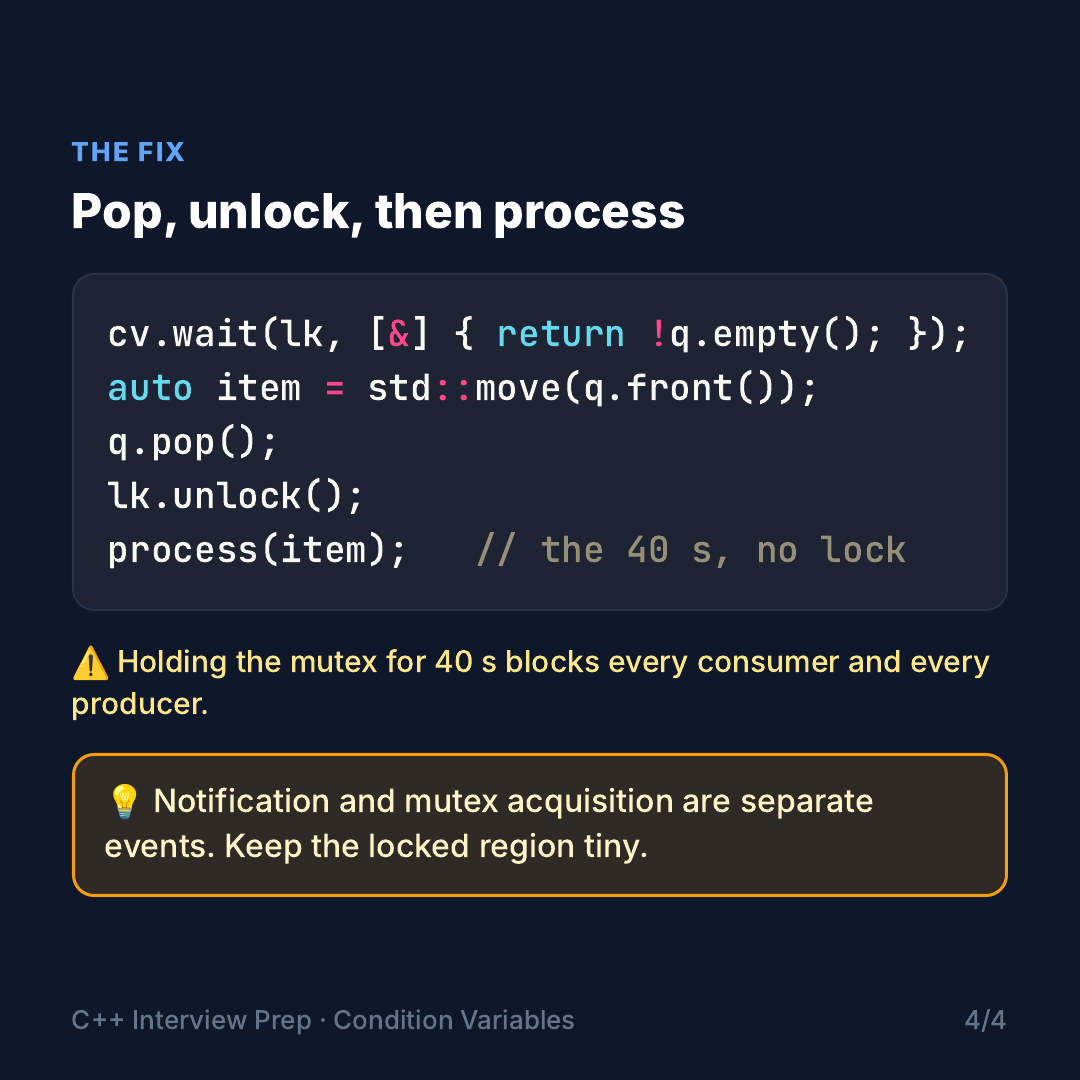 THE FIX
Pop, unlock, then process
cv.wait(lk, [&] { return !q.empty(); });
auto item = std::move(q.front());
q.pop();
lk.unlock();
process(item);   // the 40 s, no lock
⚠️ Holding the mutex for 40 s blocks every consumer and every
producer.
💡 Notification and mutex acquisition are separate
events. Keep the locked region tiny.
C++ Interview Prep · Condition Variables
4/4